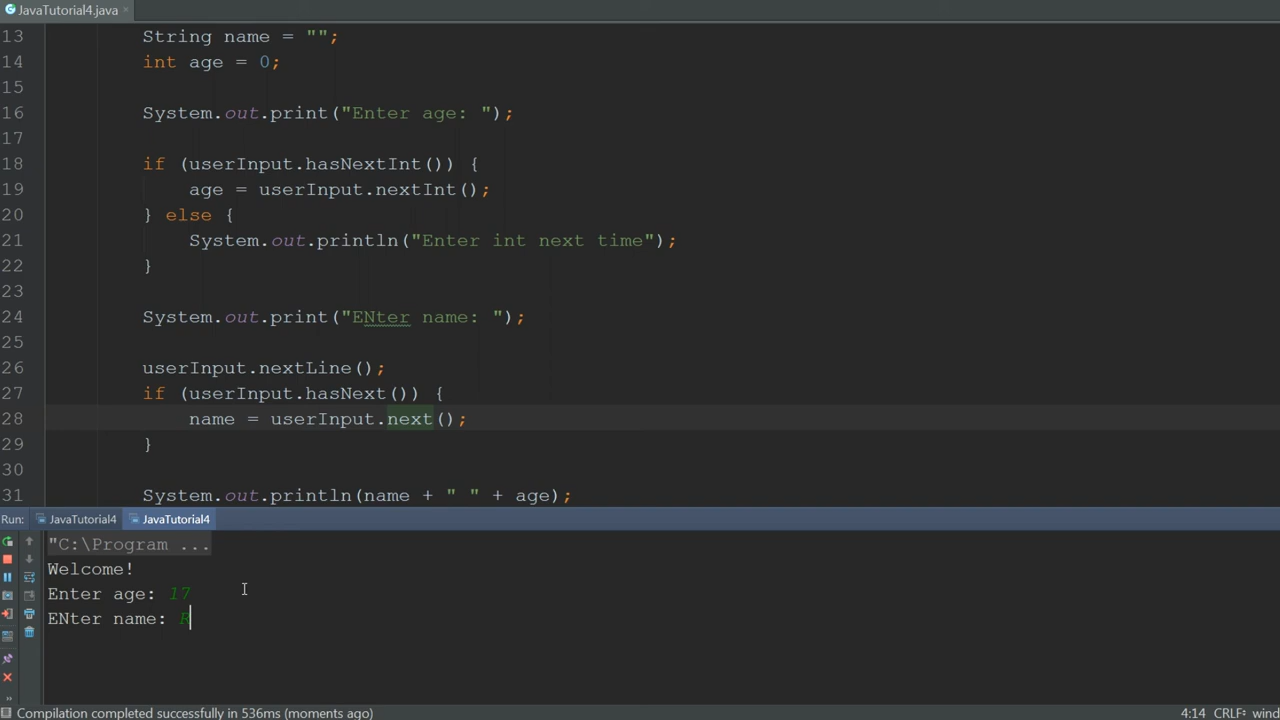 JavaTutorial4.java
13 String name = "";
14 int age = 0;
15
16 System.out.print("Enter age: ");
17
18 if (userInput.hasNextInt()) {
19 age = userInput.nextInt();
20 } else {
21 System.out.println("Enter int next time");
22 }
23
24 System.out.print("ENter name: ");
25
26 userInput.nextLine();
27 if (userInput.hasNext()) {
28 name = userInput.next();
29 }
30
31 System.out.println(name + " " + age);
Run: JavaTutorial4 JavaTutorial4
"C:\Program ...
Welcome!
Enter age: 17
ENter name: R
Compilation completed successfully in 536ms (moments ago) 4:14 CRLF: wind